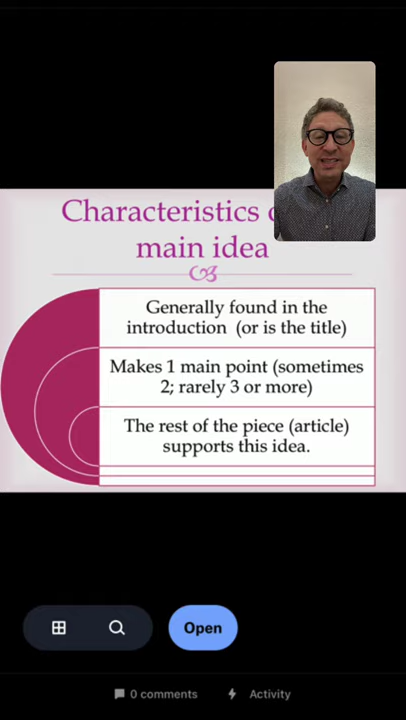 Characteristics
main idea
Generally found in the
introduction (or is the title)
Makes 1 main point (sometimes
2; rarely 3 or more)
The rest of the piece (article)
supports this idea.
Open
0 comments
Activity